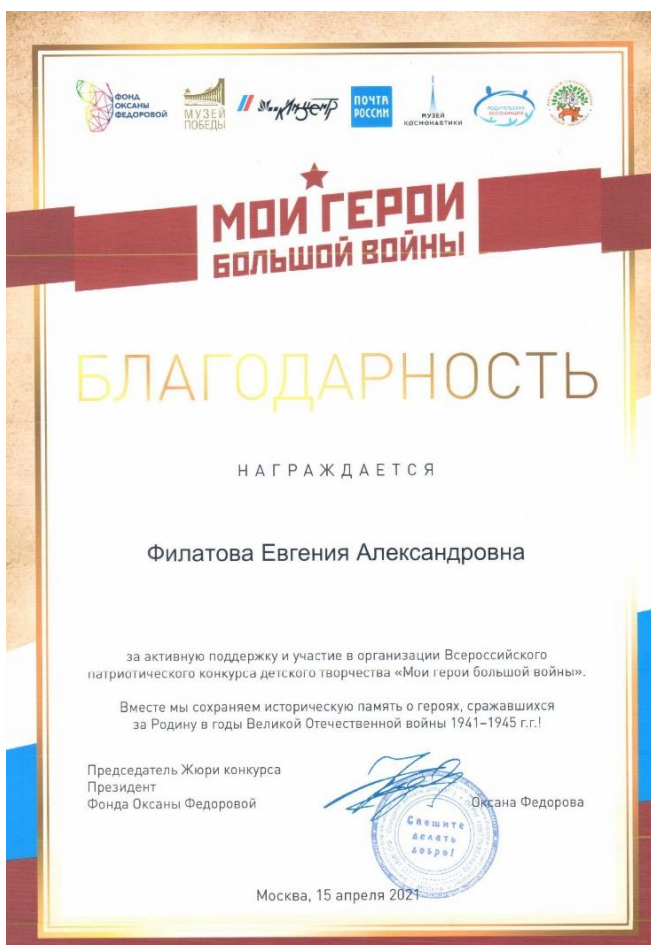 ФОНД
ОКСАНЫ
ФЕДОРОВОЙ
МУЗЕЙ
ПОБЕДЫ
ПОЧТА
РОССИИ
МУЗЕЙ
КОСМОНАВТИКИ
РОДИТЕЛЬСКАЯ
АССОЦИАЦИЯ
МОИ ГЕРОИ
БОЛЬШОЙ ВОЙНЫ
БЛАГОДАРНОСТЬ
НАГРАЖДАЕТСЯ
Филатова Евгения Александровна
за активную поддержку и участие в организации Всероссийского
патриотического конкурса детского творчества «Мои герои большой войны».
Вместе мы сохраняем историческую память о героях, сражавшихся
за Родину в годы Великой Отечественной войны 1941–1945 г.г.!
Председатель Жюри конкурса
Президент
Фонда Оксаны Федоровой
Оксана Федорова
Спешите
делать
добро!
Москва, 15 апреля 2021